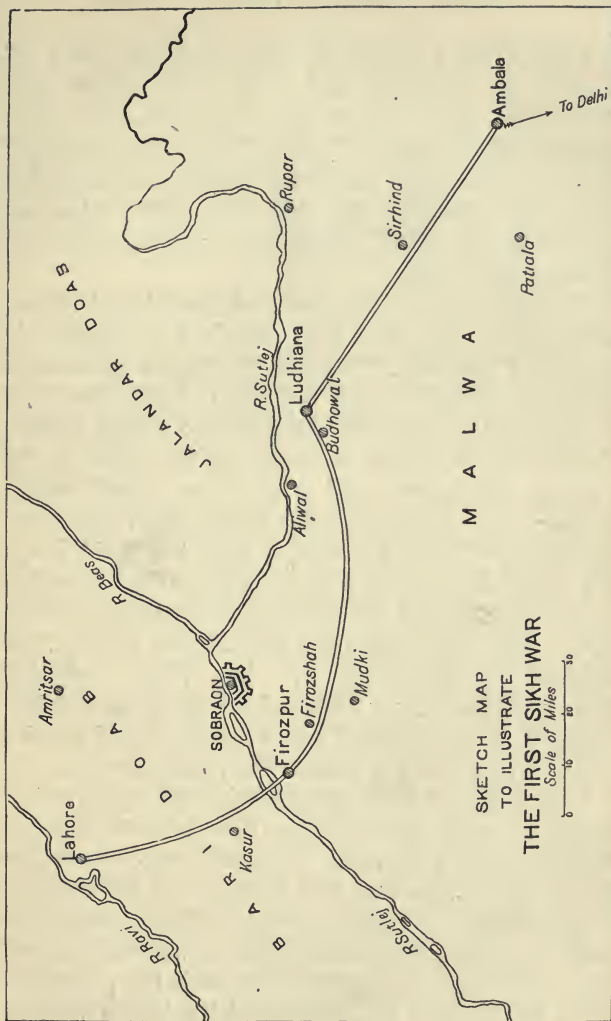 SKETCH MAP
TO ILLUSTRATE
THE FIRST SIKH WAR
Scale of Miles
0 10 20 30
R. Ravi
Lahore
Amritsar
BARI DOAB
Kasur
R. Beas
JALANDAR DOAB
SOBRAON
Firozpur
Firozshah
Mudki
R. Sutlej
Aliwal
R. Sutlej
Ludhiana
Budhowal
Rupar
Sirhind
Patiala
MALWA
Ambala
To Delhi